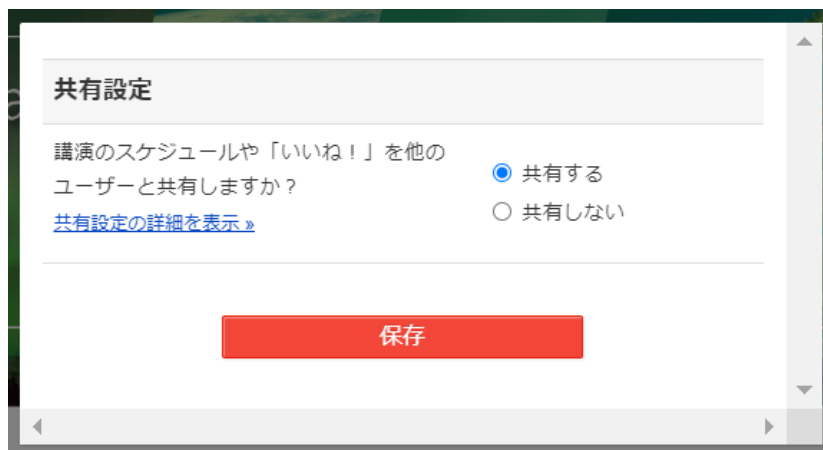 共有設定
講演のスケジュールや「いいね！」を他の
ユーザーと共有しますか？
共有設定の詳細を表示 »
共有する
共有しない
保存